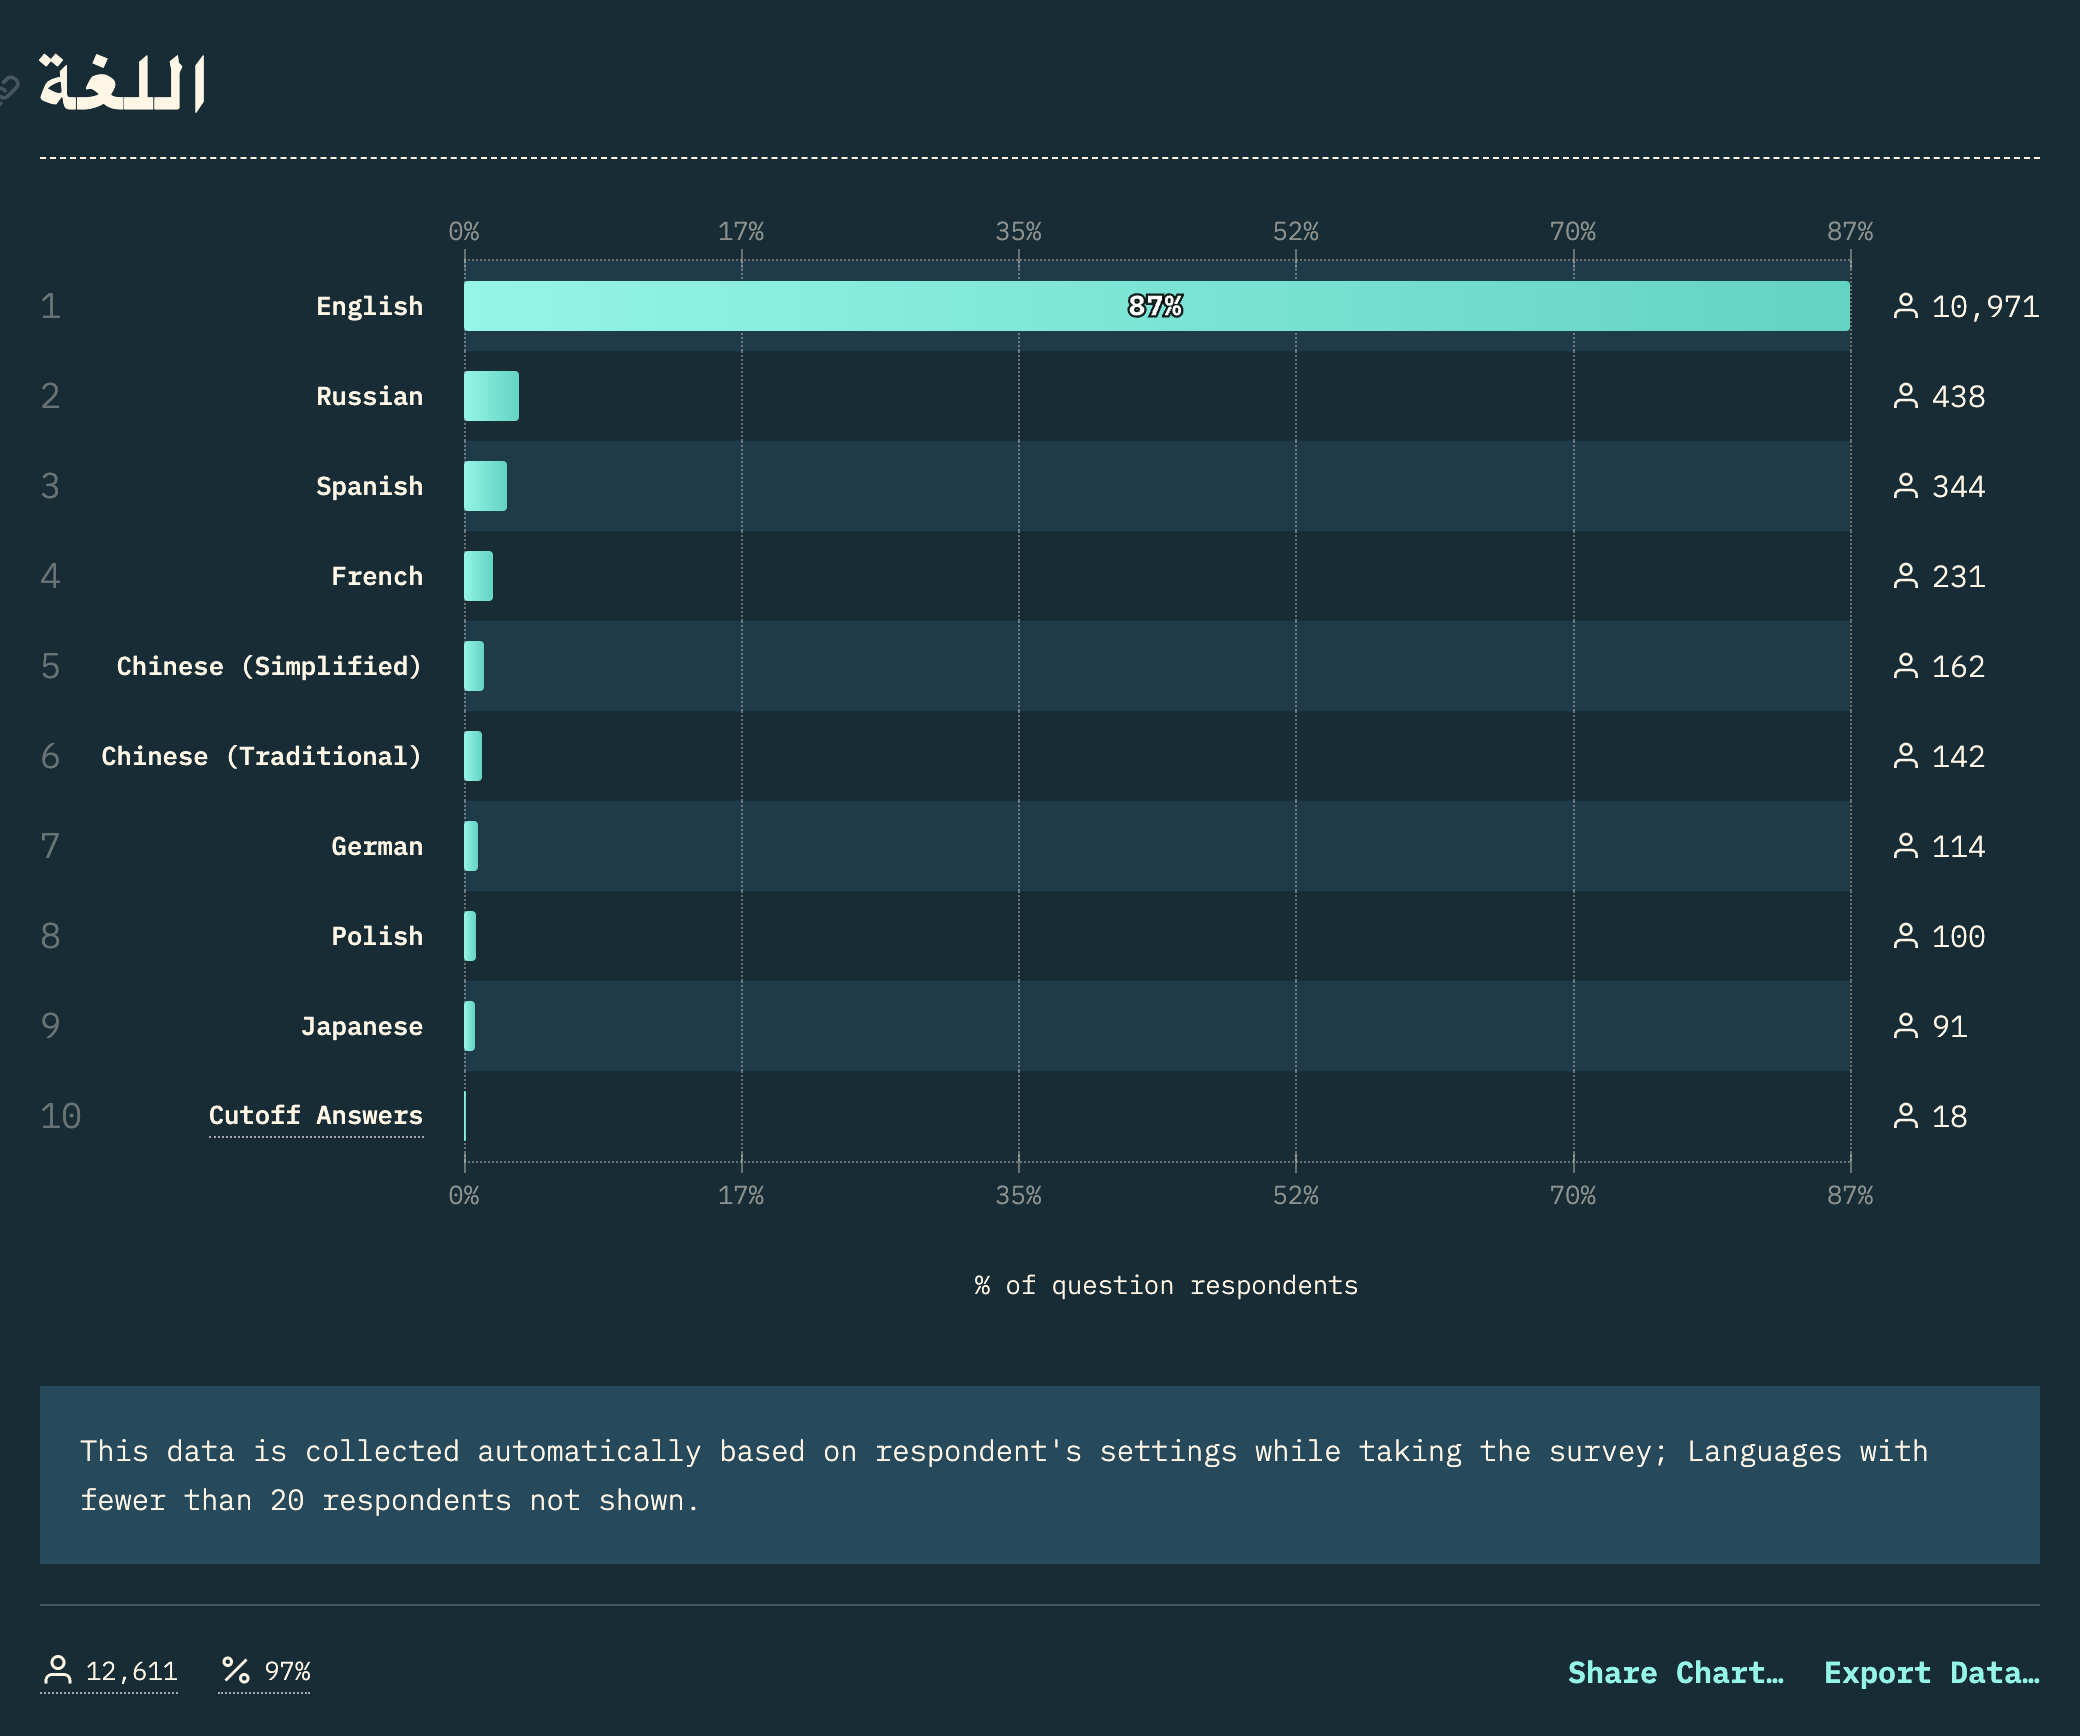 اللغة
0% 17% 35% 52% 70% 87%
1 English 87% 10,971
2 Russian 438
3 Spanish 344
4 French 231
5 Chinese (Simplified) 162
6 Chinese (Traditional) 142
7 German 114
8 Polish 100
9 Japanese 91
10 Cutoff Answers 18
0% 17% 35% 52% 70% 87%
% of question respondents
This data is collected automatically based on respondent's settings while taking the survey; Languages with
fewer than 20 respondents not shown.
12,611 % 97% Share Chart… Export Data…